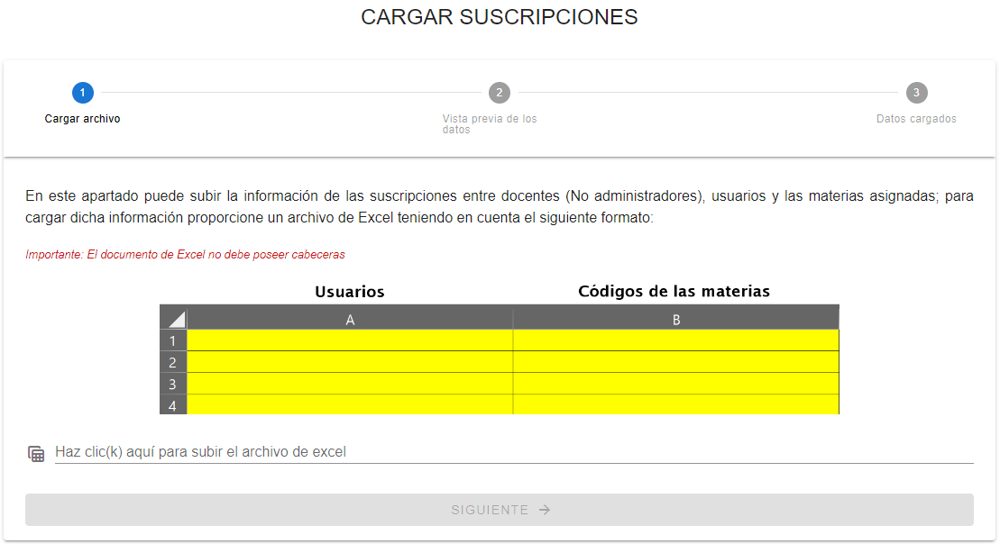 CARGAR SUSCRIPCIONES
1
2
3
Cargar archivo
Vista previa de los
datos
Datos cargados
En este apartado puede subir la información de las suscripciones entre docentes (No administradores), usuarios y las materias asignadas; para
cargar dicha información proporcione un archivo de Excel teniendo en cuenta el siguiente formato:
Importante: El documento de Excel no debe poseer cabeceras
Usuarios Códigos de las materias
A B
1
2
3
4
Haz clic(k) aquí para subir el archivo de excel
SIGUIENTE →